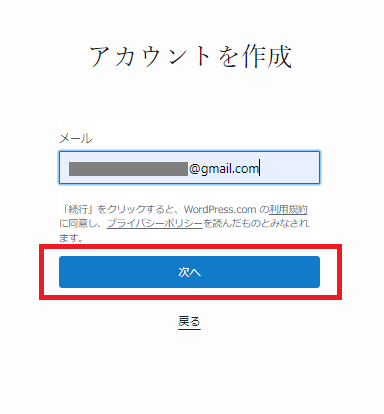 アカウントを作成
メール
@gmail.com
「続行」をクリックすると、WordPress.com の利用規約
に同意し、プライバシーポリシーを読んだものとみなされ
ます。
次へ
戻る